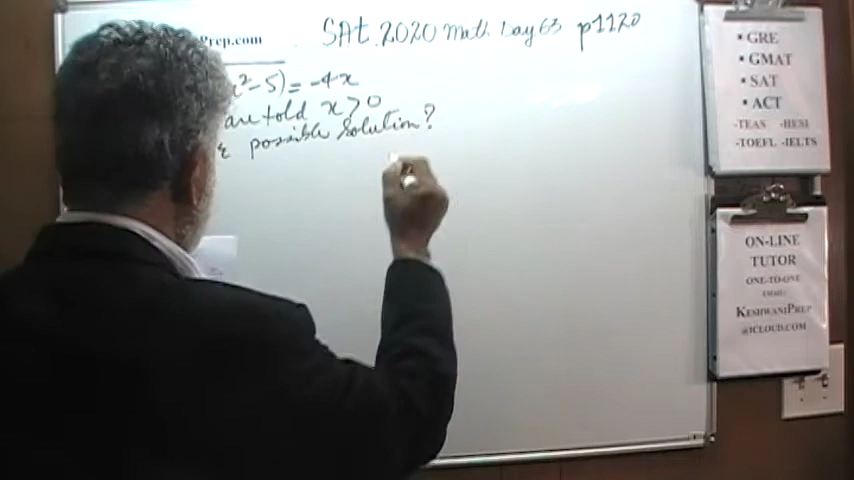 Prep.com
SAt 2020 Math Day 63 p1120
x²-5) = -4x
are told x>0
possible solution?
• GRE
• GMAT
• SAT
• ACT
-TEAS -HESI
-TOEFL -IELTS
ON-LINE
TUTOR
ONE-TO-ONE
EMAIL:
KESHWANIPREP
@ICLOUD.COM